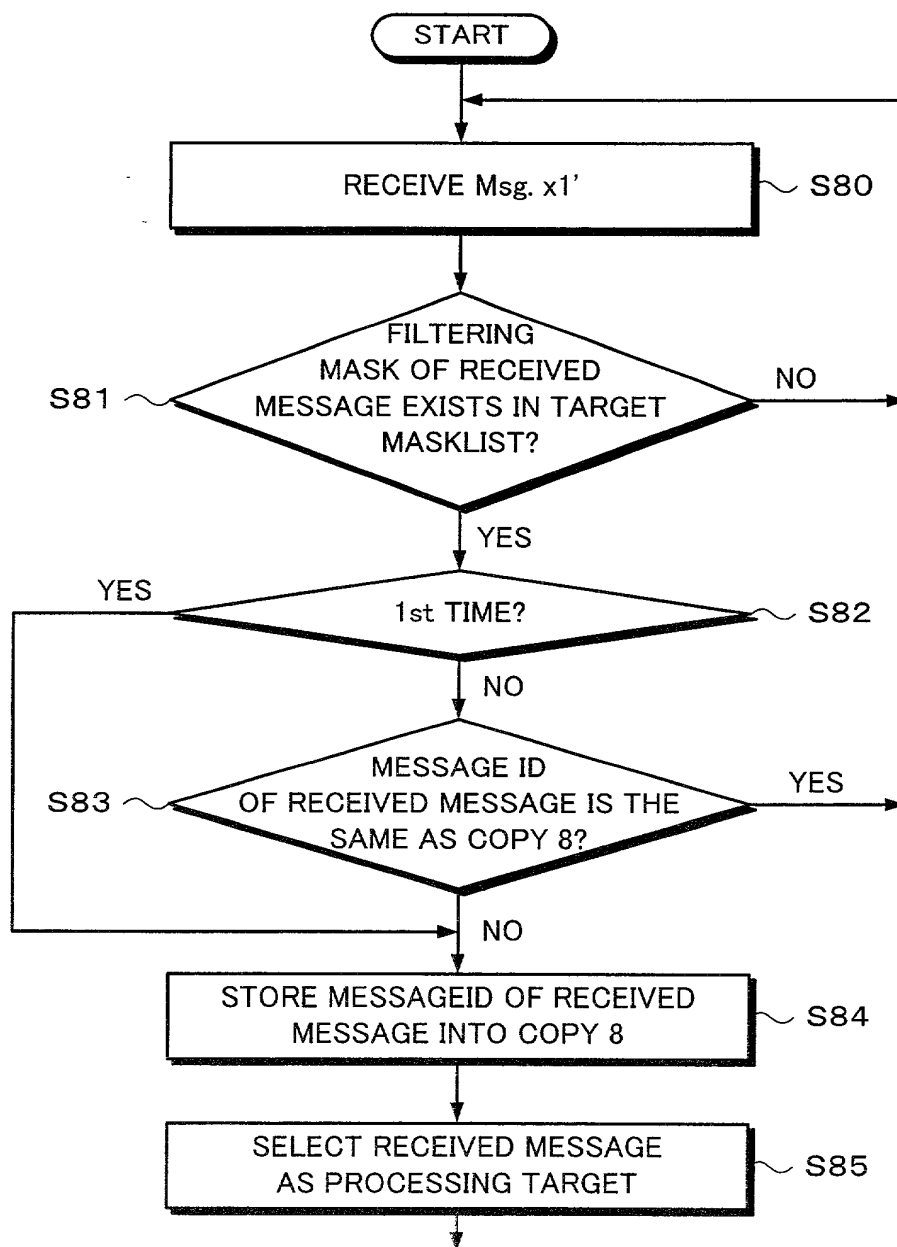 START
RECEIVE Msg. x1'
S80
FILTERING
MASK OF RECEIVED
MESSAGE EXISTS IN TARGET
MASKLIST?
S81
NO
YES
1st TIME?
S82
YES
NO
MESSAGE ID
OF RECEIVED MESSAGE IS THE
SAME AS COPY 8?
S83
YES
NO
STORE MESSAGEID OF RECEIVED
MESSAGE INTO COPY 8
S84
SELECT RECEIVED MESSAGE
AS PROCESSING TARGET
S85